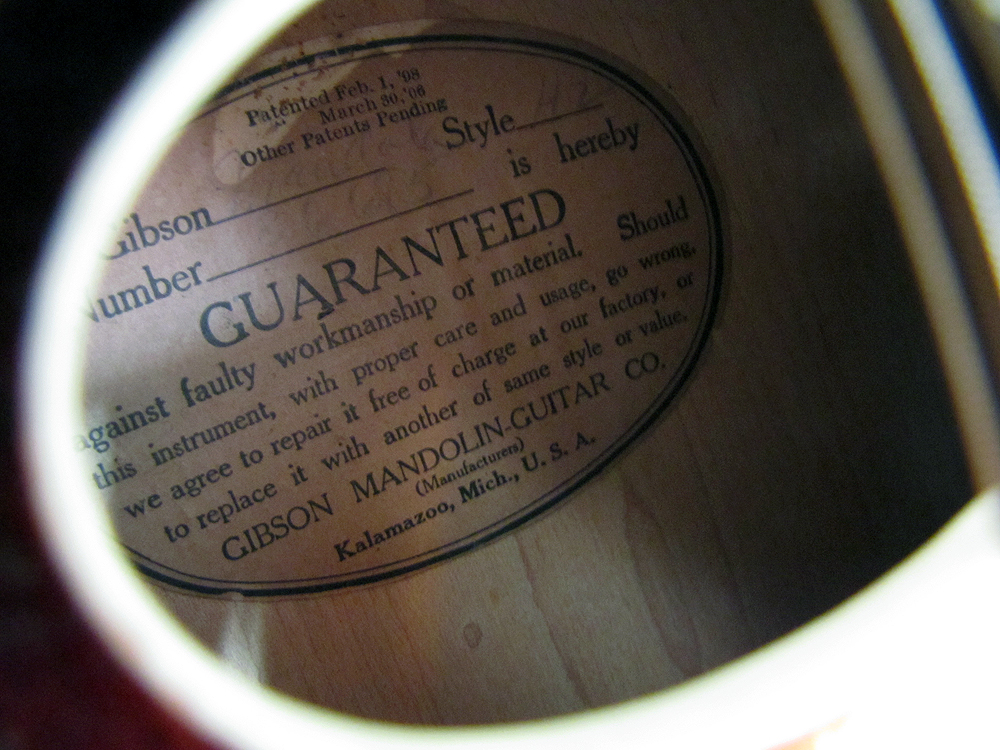 Patented Feb. 1, '98
March 30, '06
Other Patents Pending
Gibson Style H2
Number is hereby
GUARANTEED
against faulty workmanship or material. Should
this instrument, with proper care and usage, go wrong,
we agree to repair it free of charge at our factory, or
to replace it with another of same style or value.
GIBSON MANDOLIN-GUITAR CO.
(Manufacturers)
Kalamazoo, Mich., U. S. A.